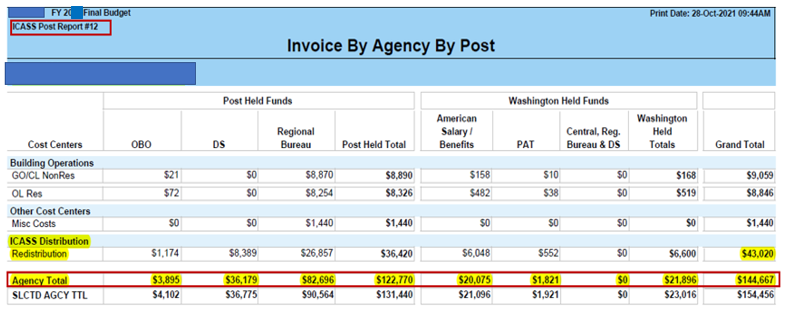 FY 20 Final Budget Print Date: 28-Oct-2021 09:44AM
ICASS Post Report #12
Invoice By Agency By Post
Post Held Funds Washington Held Funds
Cost Centers OBO DS Regional Bureau Post Held Total American Salary / Benefits PAT Central, Reg. Bureau & DS Washington Held Totals Grand Total
Building Operations
GO/CL NonRes $21 $0 $8,870 $8,890 $158 $10 $0 $168 $9,059
OL Res $72 $0 $8,254 $8,326 $482 $38 $0 $519 $8,846
Other Cost Centers
Misc Costs $0 $0 $1,440 $1,440 $0 $0 $0 $0 $1,440
ICASS Distribution
Redistribution $1,174 $8,389 $26,857 $36,420 $6,048 $552 $0 $6,600 $43,020
Agency Total $3,895 $36,179 $82,696 $122,770 $20,075 $1,821 $0 $21,896 $144,667
SLCTD AGCY TTL $4,102 $36,775 $90,564 $131,440 $21,096 $1,921 $0 $23,016 $154,456